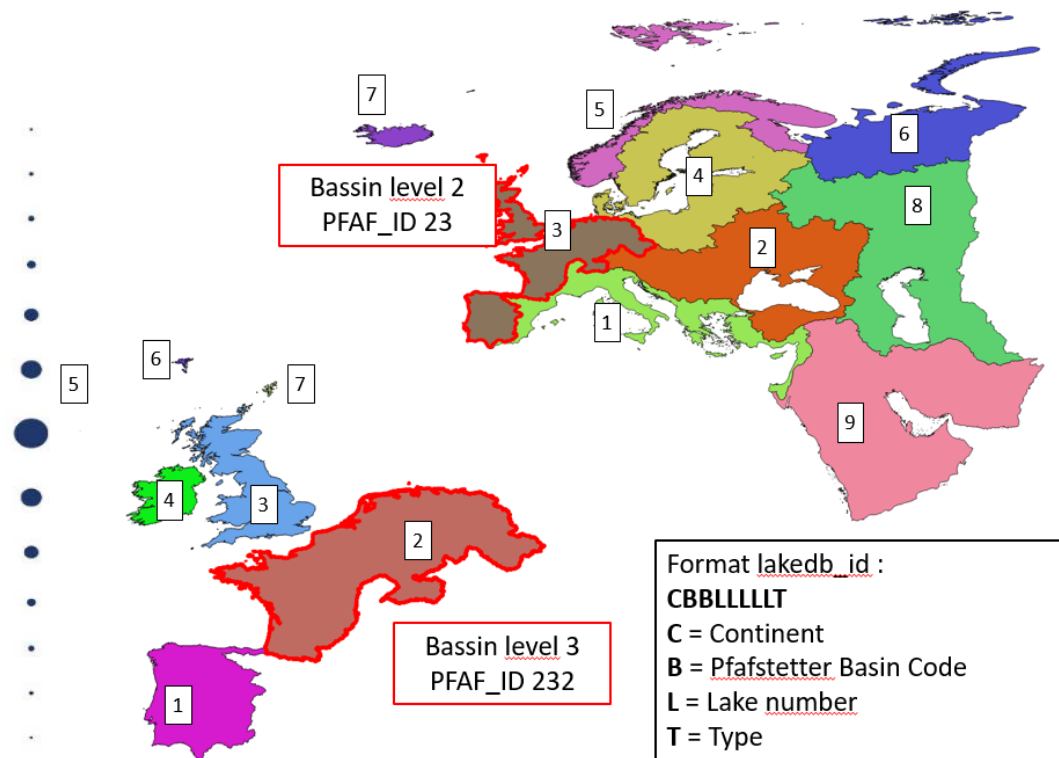 7
5
6
Bassin level 2
PFAF_ID 23
4
8
3
2
1
6
7
5
9
4
3
2
Format lakedb_id :
CBBLLLLLT
C = Continent
Bassin level 3
PFAF_ID 232
B = Pfafstetter Basin Code
L = Lake number
1
T = Type